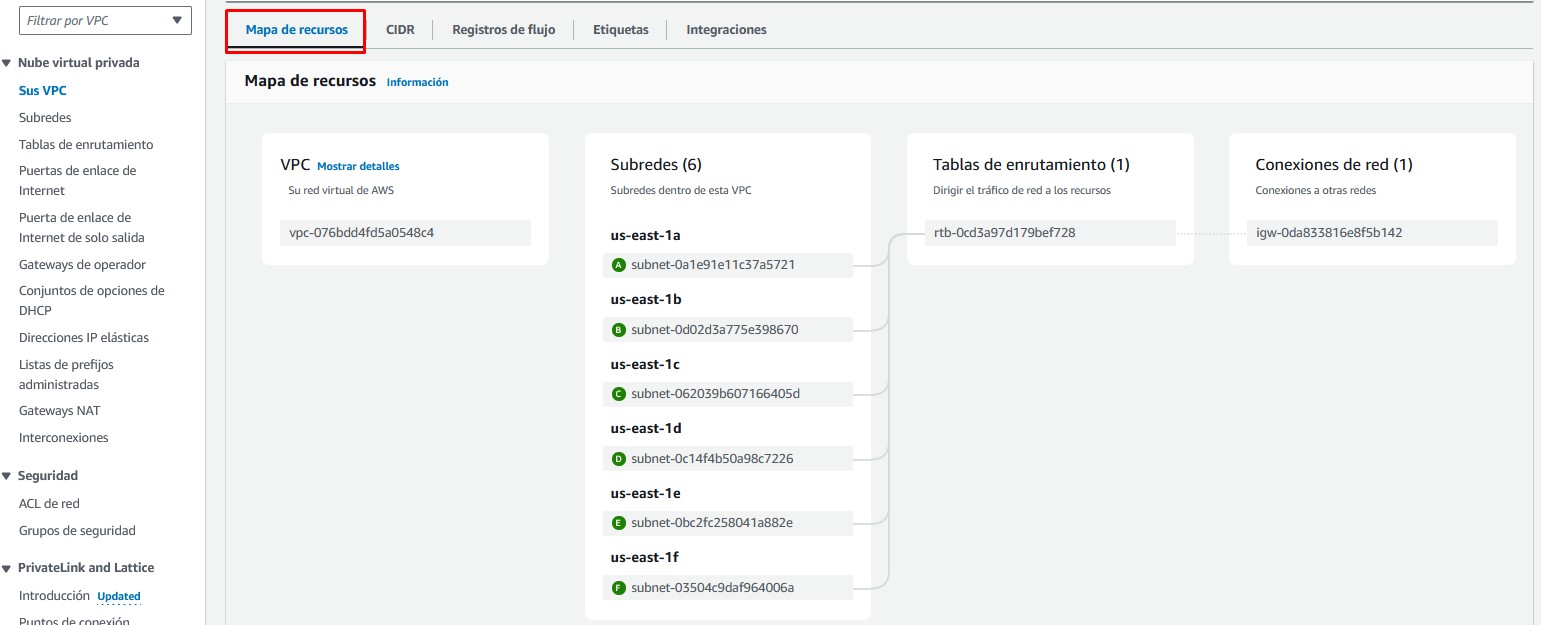 Filtrar por VPC
Nube virtual privada
Sus VPC
Subredes
Tablas de enrutamiento
Puertas de enlace de
Internet
Puerta de enlace de
Internet de solo salida
Gateways de operador
Conjuntos de opciones de
DHCP
Direcciones IP elásticas
Listas de prefijos
administradas
Gateways NAT
Interconexiones
Seguridad
ACL de red
Grupos de seguridad
PrivateLink and Lattice
Introducción Updated
Puntos de conexión
Mapa de recursos
CIDR
Registros de flujo
Etiquetas
Integraciones
Mapa de recursos Información
VPC Mostrar detalles
Su red virtual de AWS
vpc-076bdd4fd5a0548c4
Subredes (6)
Subredes dentro de esta VPC
us-east-1a
A subnet-0a1e91e11c37a5721
us-east-1b
B subnet-0d02d3a775e398670
us-east-1c
C subnet-062039b607166405d
us-east-1d
D subnet-0c14f4b50a98c7226
us-east-1e
E subnet-0bc2fc258041a882e
us-east-1f
F subnet-03504c9daf964006a
Tablas de enrutamiento (1)
Dirigir el tráfico de red a los recursos
rtb-0cd3a97d179bef728
Conexiones de red (1)
Conexiones a otras redes
igw-0da833816e8f5b142